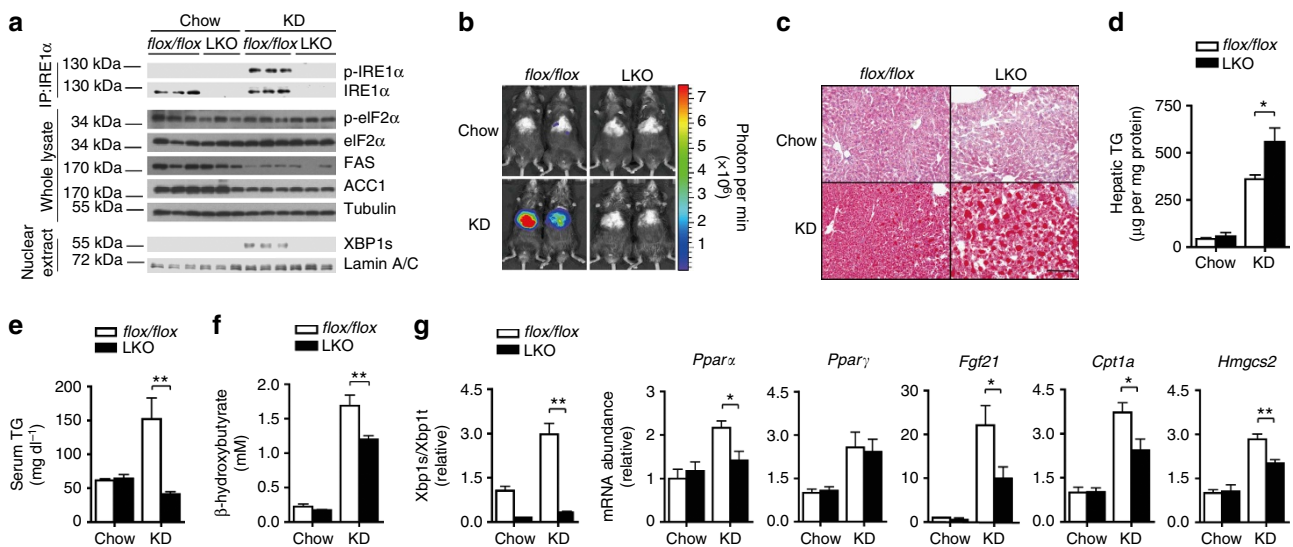 a
Chow KD
flox/flox LKO flox/flox LKO
IP:IRE1α
130 kDa p-IRE1α
130 kDa IRE1α
Whole lysate
34 kDa p-eIF2α
34 kDa eIF2α
170 kDa FAS
170 kDa ACC1
55 kDa Tubulin
Nuclear extract
55 kDa XBP1s
72 kDa Lamin A/C
b
flox/flox LKO
Chow
KD
7
6
5
4
3
2
1
Photon per min
(×10⁶)
c
flox/flox LKO
Chow
KD
d
flox/flox
LKO
Hepatic TG
(μg per mg protein)
750
500
250
0
*
Chow KD
e
flox/flox
LKO
Serum TG
(mg dl⁻¹)
200
150
100
50
0
**
Chow KD
f
flox/flox
LKO
β-hydroxybutyrate
(mM)
2.0
1.5
1.0
0.5
0.0
**
Chow KD
g
flox/flox
LKO
Xbp1s/Xbp1t
(relative)
4.5
3.0
1.5
0
**
Chow KD
mRNA abundance
(relative)
Pparα
3
2
1
0
*
Chow KD
Pparγ
4.5
3.0
1.5
0
Chow KD
Fgf21
30
20
10
0
*
Chow KD
Cpt1a
4.5
3.0
1.5
0
*
Chow KD
Hmgcs2
4.5
3.0
1.5
0
**
Chow KD